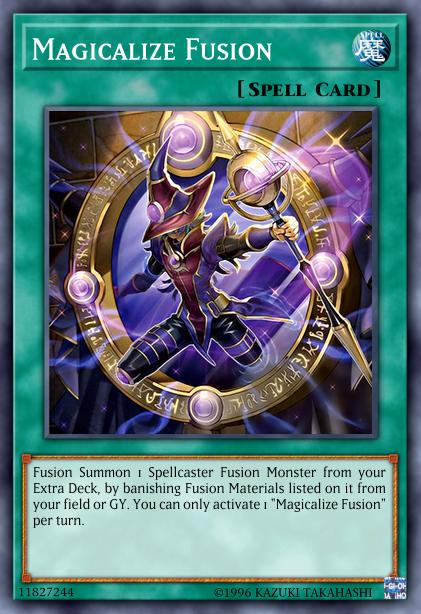 Magicalize Fusion
SPELL
魔
[Spell Card]
Fusion Summon 1 Spellcaster Fusion Monster from your
Extra Deck, by banishing Fusion Materials listed on it from
your field or GY. You can only activate 1 "Magicalize Fusion"
per turn.
11827244
©1996 KAZUKI TAKAHASHI